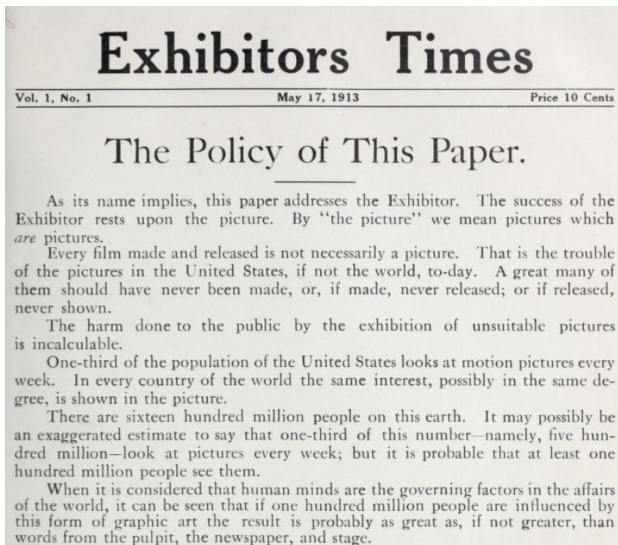 Exhibitors Times
Vol. 1, No. 1 May 17, 1913 Price 10 Cents
The Policy of This Paper.
As its name implies, this paper addresses the Exhibitor. The success of the
Exhibitor rests upon the picture. By “the picture” we mean pictures which
are pictures.
Every film made and released is not necessarily a picture. That is the trouble
of the pictures in the United States, if not the world, to-day. A great many of
them should have never been made, or, if made, never released; or if released,
never shown.
The harm done to the public by the exhibition of unsuitable pictures
is incalculable.
One-third of the population of the United States looks at motion pictures every
week. In every country of the world the same interest, possibly in the same de-
gree, is shown in the picture.
There are sixteen hundred million people on this earth. It may possibly be
an exaggerated estimate to say that one-third of this number—namely, five hun-
dred million—look at pictures every week; but it is probable that at least one
hundred million people see them.
When it is considered that human minds are the governing factors in the affairs
of the world, it can be seen that if one hundred million people are influenced by
this form of graphic art the result is probably as great as, if not greater, than
words from the pulpit, the newspaper, and stage.